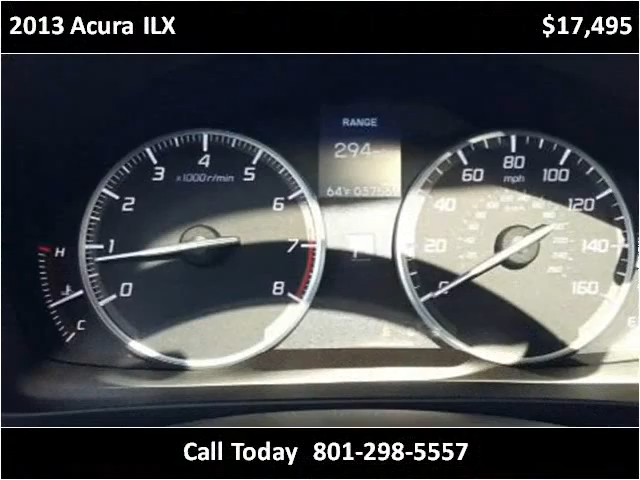 2013 Acura ILX $17,495
RANGE
294
64°F
x1000r/min
0 1 2 3 4 5 6 7 8
H
C
mph
0 20 40 60 80 100 120 140 160
Call Today 801-298-5557